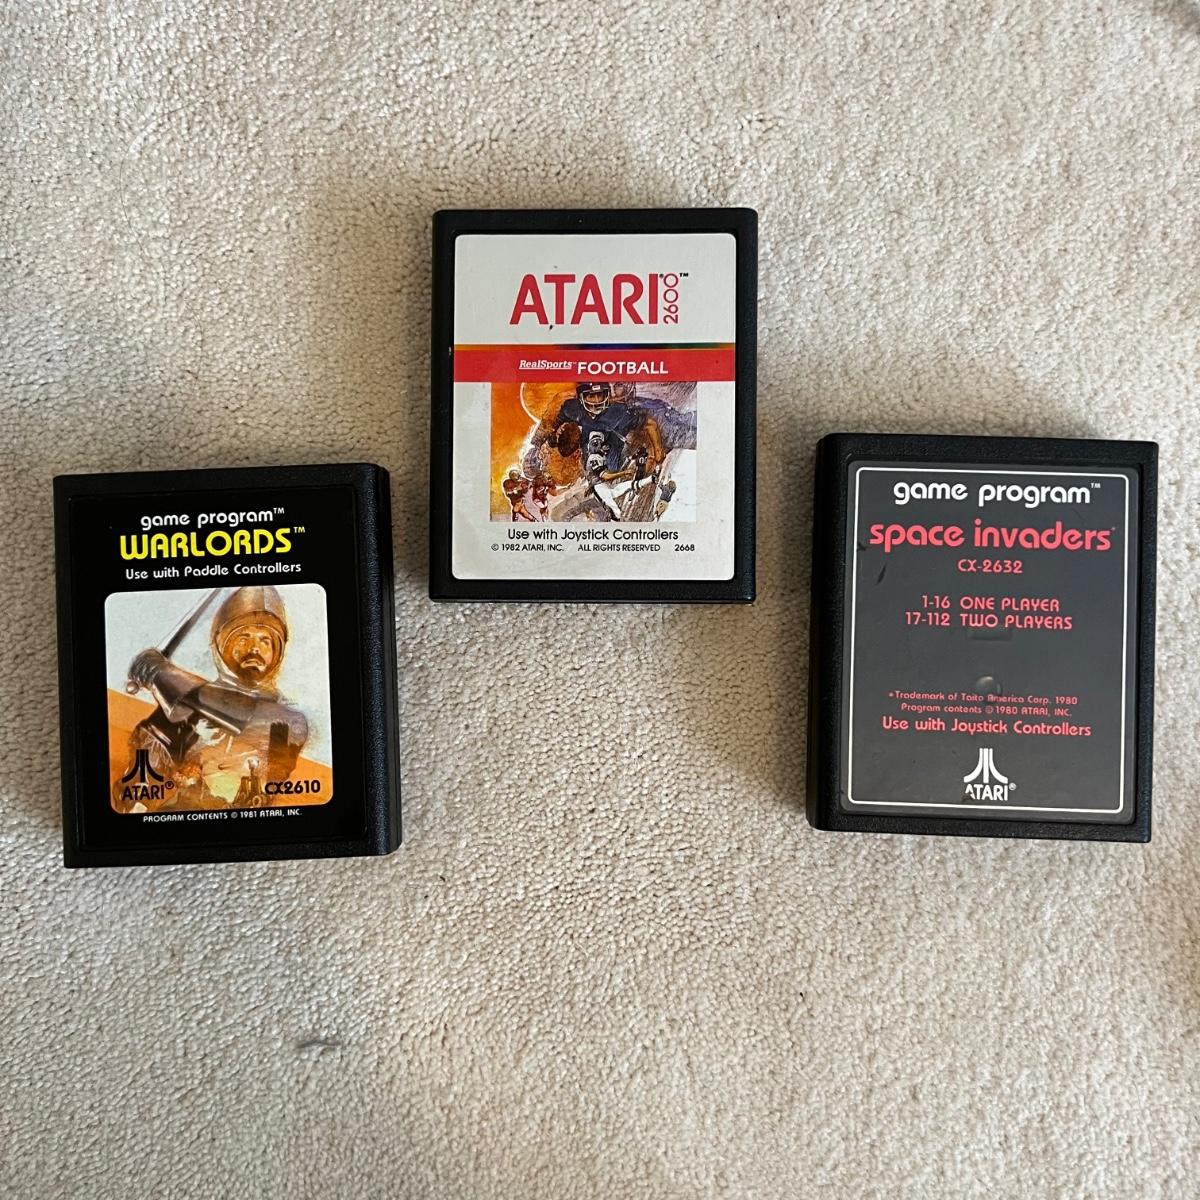 game program™
WARLORDS™
Use with Paddle Controllers
ATARI®
CX2610
PROGRAM CONTENTS © 1981 ATARI, INC.
ATARI® 2600™
RealSports™ FOOTBALL
Use with Joystick Controllers
© 1982 ATARI, INC. ALL RIGHTS RESERVED 2668
game program™
space invaders*
CX-2632
1-16 ONE PLAYER
17-112 TWO PLAYERS
*Trademark of Taito America Corp. 1980
Program contents © 1980 ATARI, INC.
Use with Joystick Controllers
ATARI®